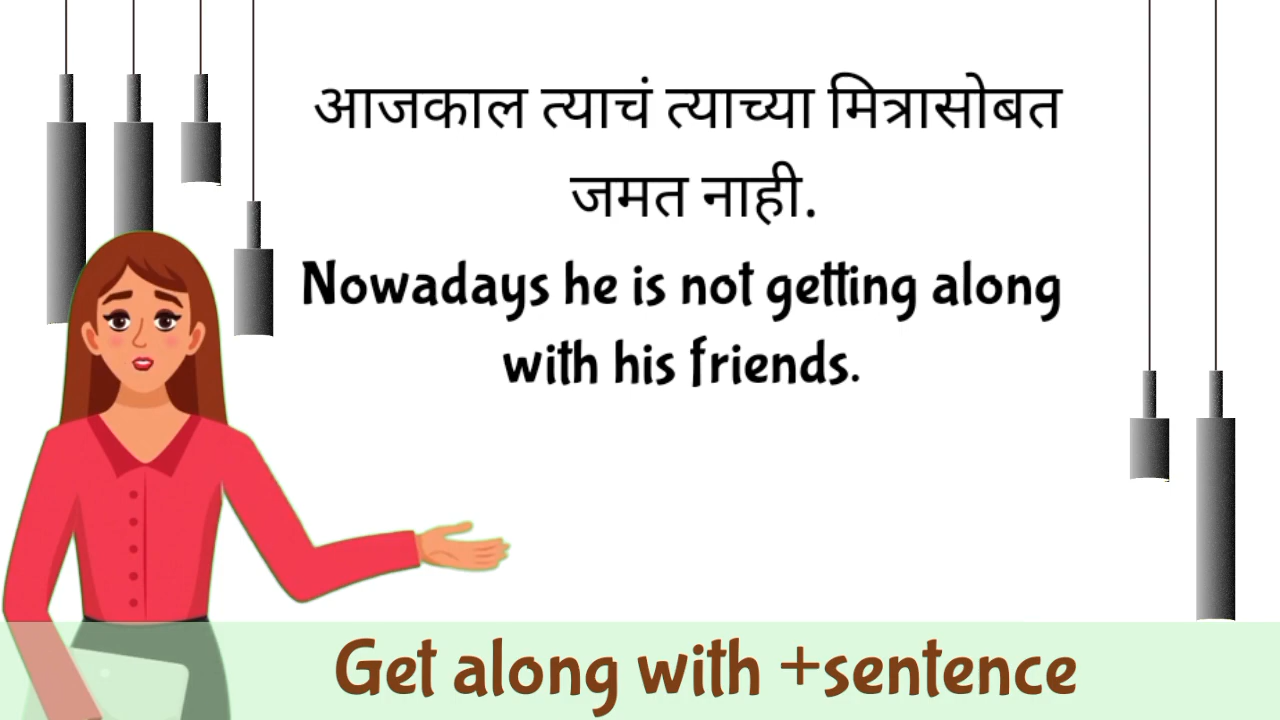 आजकाल त्याचं त्याच्या मित्रासोबत
जमत नाही.
Nowadays he is not getting along
with his friends.
Get along with +sentence